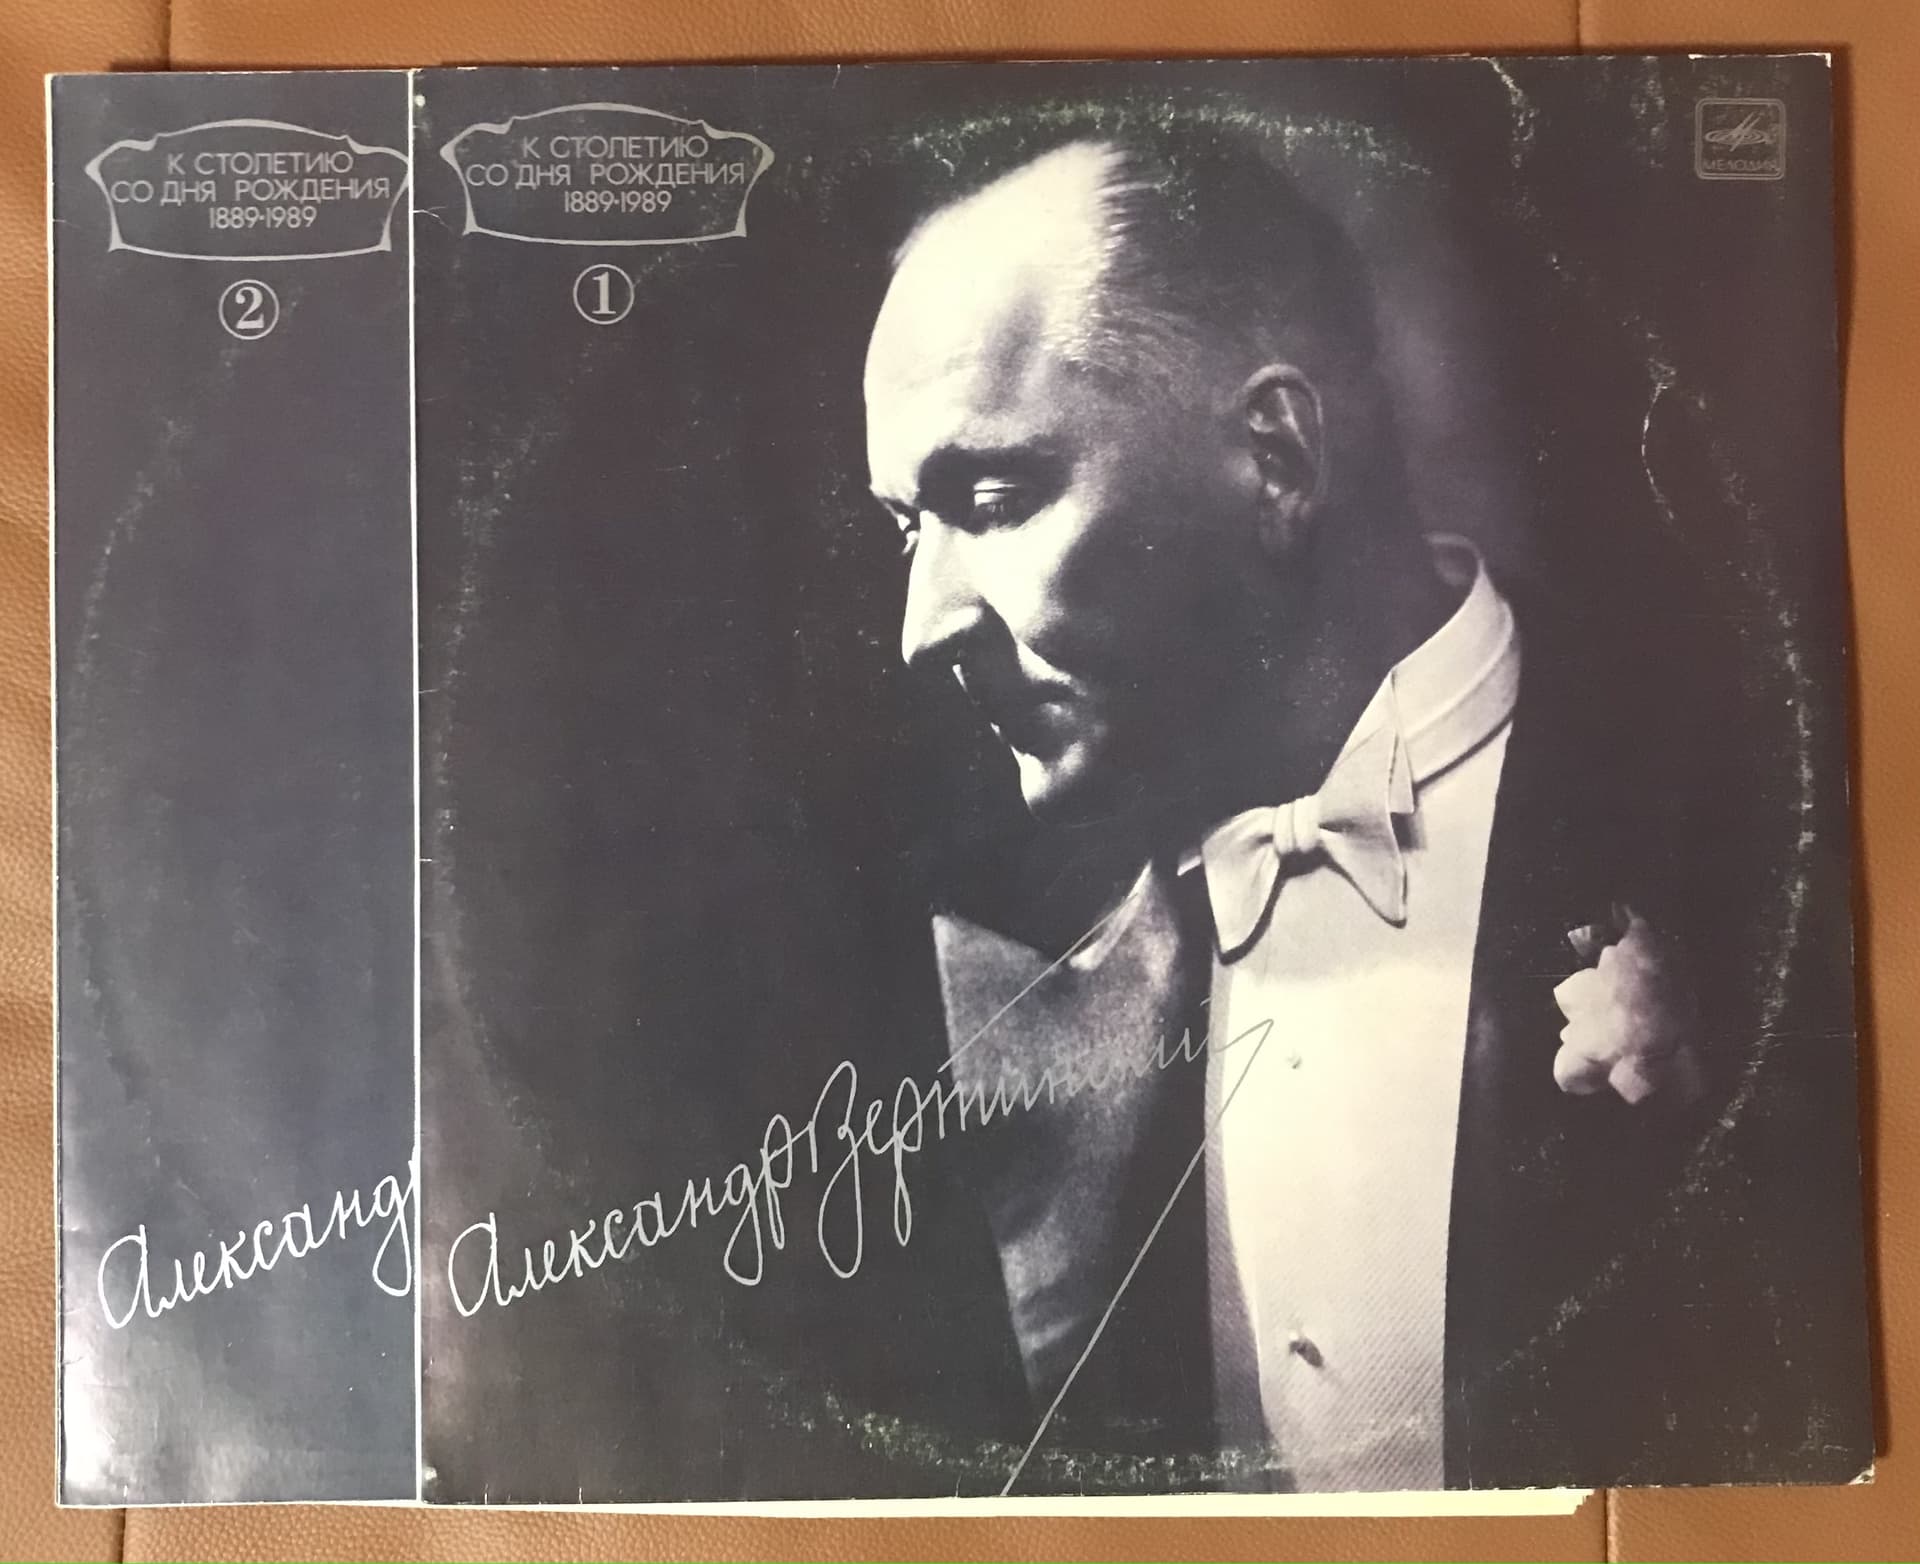 К СТОЛЕТИЮ
СО ДНЯ РОЖДЕНИЯ
1889·1989
2
Александ
К СТОЛЕТИЮ
СО ДНЯ РОЖДЕНИЯ
1889·1989
1
МЕЛОДИЯ
Александр Вертинский